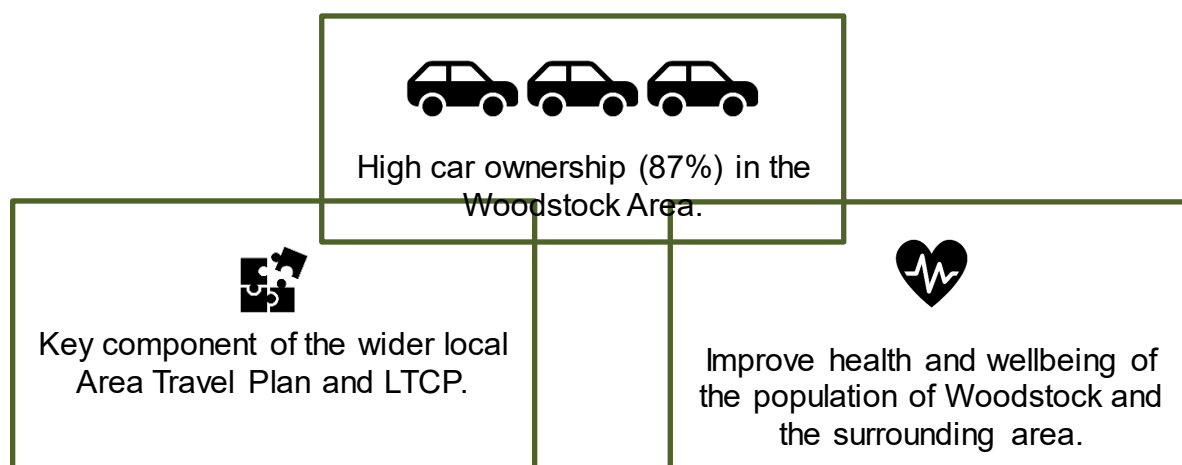 High car ownership (87%) in the
Woodstock Area.
Key component of the wider local
Area Travel Plan and LTCP.
Improve health and wellbeing of
the population of Woodstock and
the surrounding area.